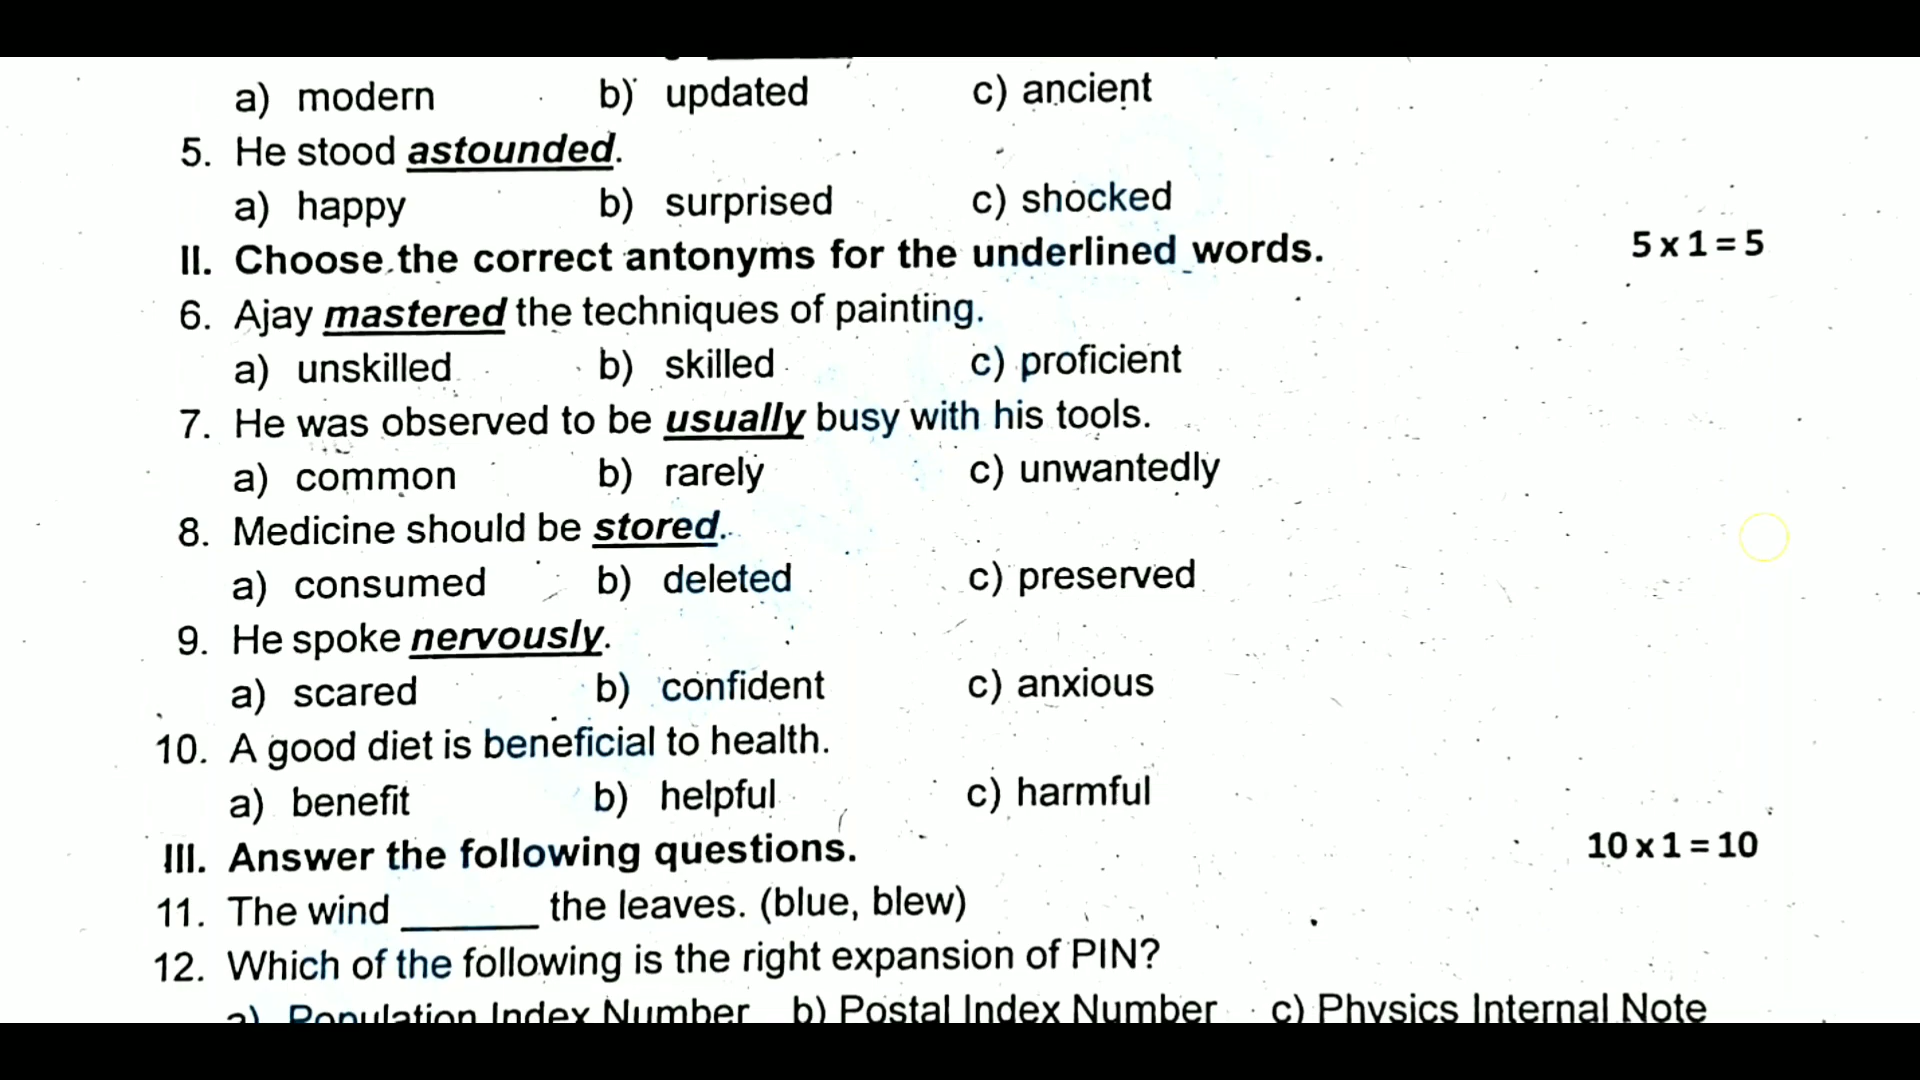 a) modern b) updated c) ancient
5. He stood astounded.
a) happy b) surprised c) shocked
II. Choose the correct antonyms for the underlined words. 5 x 1 = 5
6. Ajay mastered the techniques of painting.
a) unskilled b) skilled c) proficient
7. He was observed to be usually busy with his tools.
a) common b) rarely c) unwantedly
8. Medicine should be stored.
a) consumed b) deleted c) preserved
9. He spoke nervously.
a) scared b) confident c) anxious
10. A good diet is beneficial to health.
a) benefit b) helpful c) harmful
III. Answer the following questions. 10 x 1 = 10
11. The wind ______ the leaves. (blue, blew)
12. Which of the following is the right expansion of PIN?
a) Population Index Number b) Postal Index Number c) Physics Internal Note